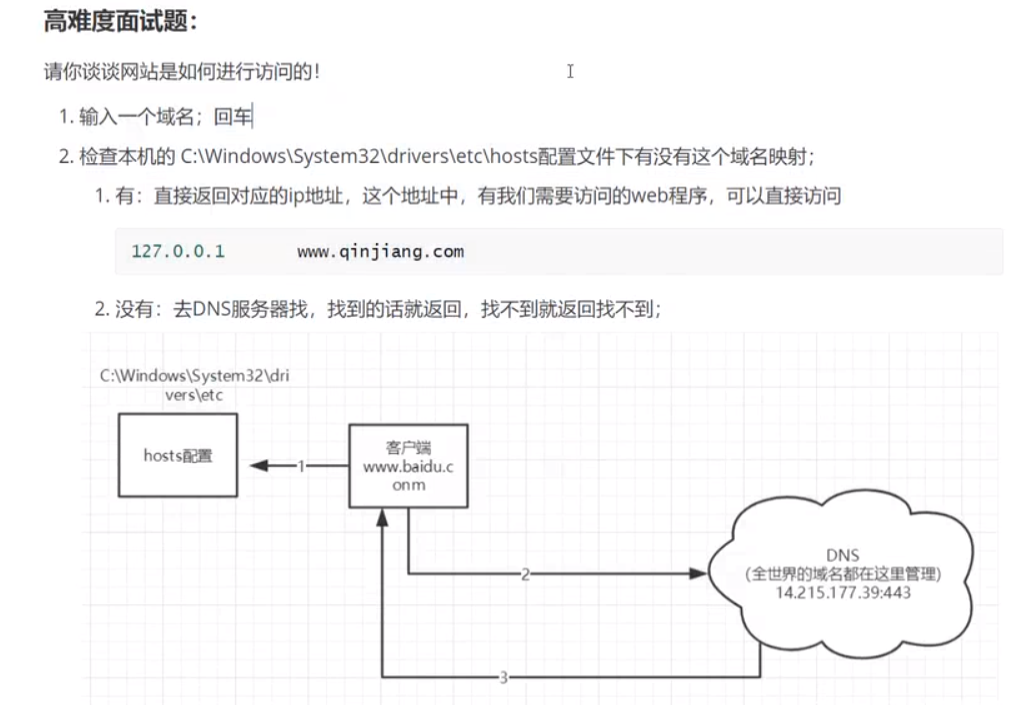 高难度面试题：
请你谈谈网站是如何进行访问的！
1. 输入一个域名；回车
2. 检查本机的 C:\Windows\System32\drivers\etc\hosts配置文件下有没有这个域名映射；
1. 有：直接返回对应的ip地址，这个地址中，有我们需要访问的web程序，可以直接访问
127.0.0.1 www.qinjiang.com
2. 没有：去DNS服务器找，找到的话就返回，找不到就返回找不到；
C:\Windows\System32\dri
vers\etc
hosts配置
1
客户端
www.baidu.c
onm
2
DNS
(全世界的域名都在这里管理)
14.215.177.39:443
3